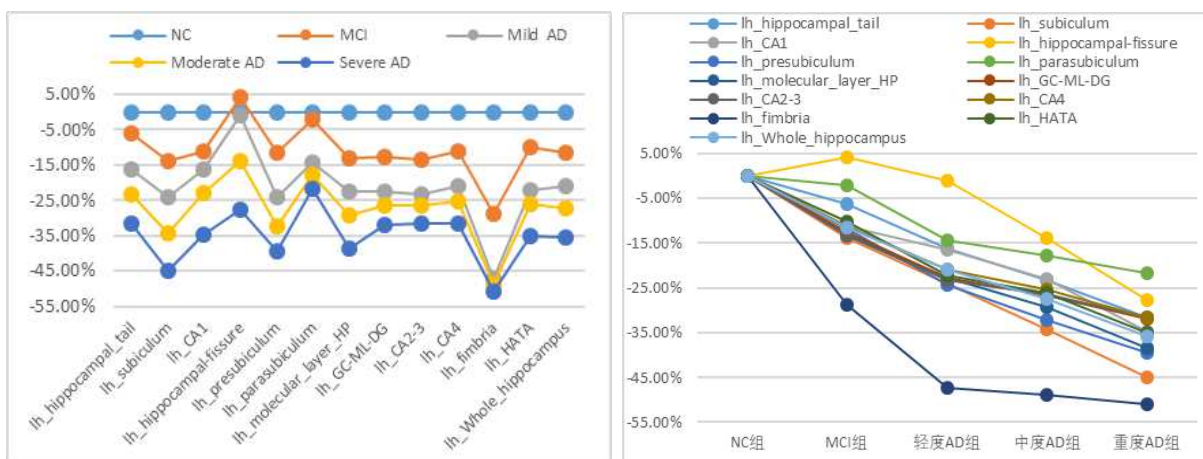 NC MCI Mild AD
Moderate AD Severe AD
5.00%
-5.00%
-15.00%
-25.00%
-35.00%
-45.00%
-55.00%
lh_hippocampal_tail
lh_subiculum
lh_CA1
lh_hippocampal-fissure
lh_presubiculum
lh_parasubiculum
lh_molecular_layer_HP
lh_GC-ML-DG
lh_CA2-3
lh_CA4
lh_fimbria
lh_HATA
lh_Whole_hippocampus
lh_hippocampal_tail lh_subiculum
lh_CA1 lh_hippocampal-fissure
lh_presubiculum lh_parasubiculum
lh_molecular_layer_HP lh_GC-ML-DG
lh_CA2-3 lh_CA4
lh_fimbria lh_HATA
lh_Whole_hippocampus
5.00%
-5.00%
-15.00%
-25.00%
-35.00%
-45.00%
-55.00%
NC组 MCI组 轻度AD组 中度AD组 重度AD组